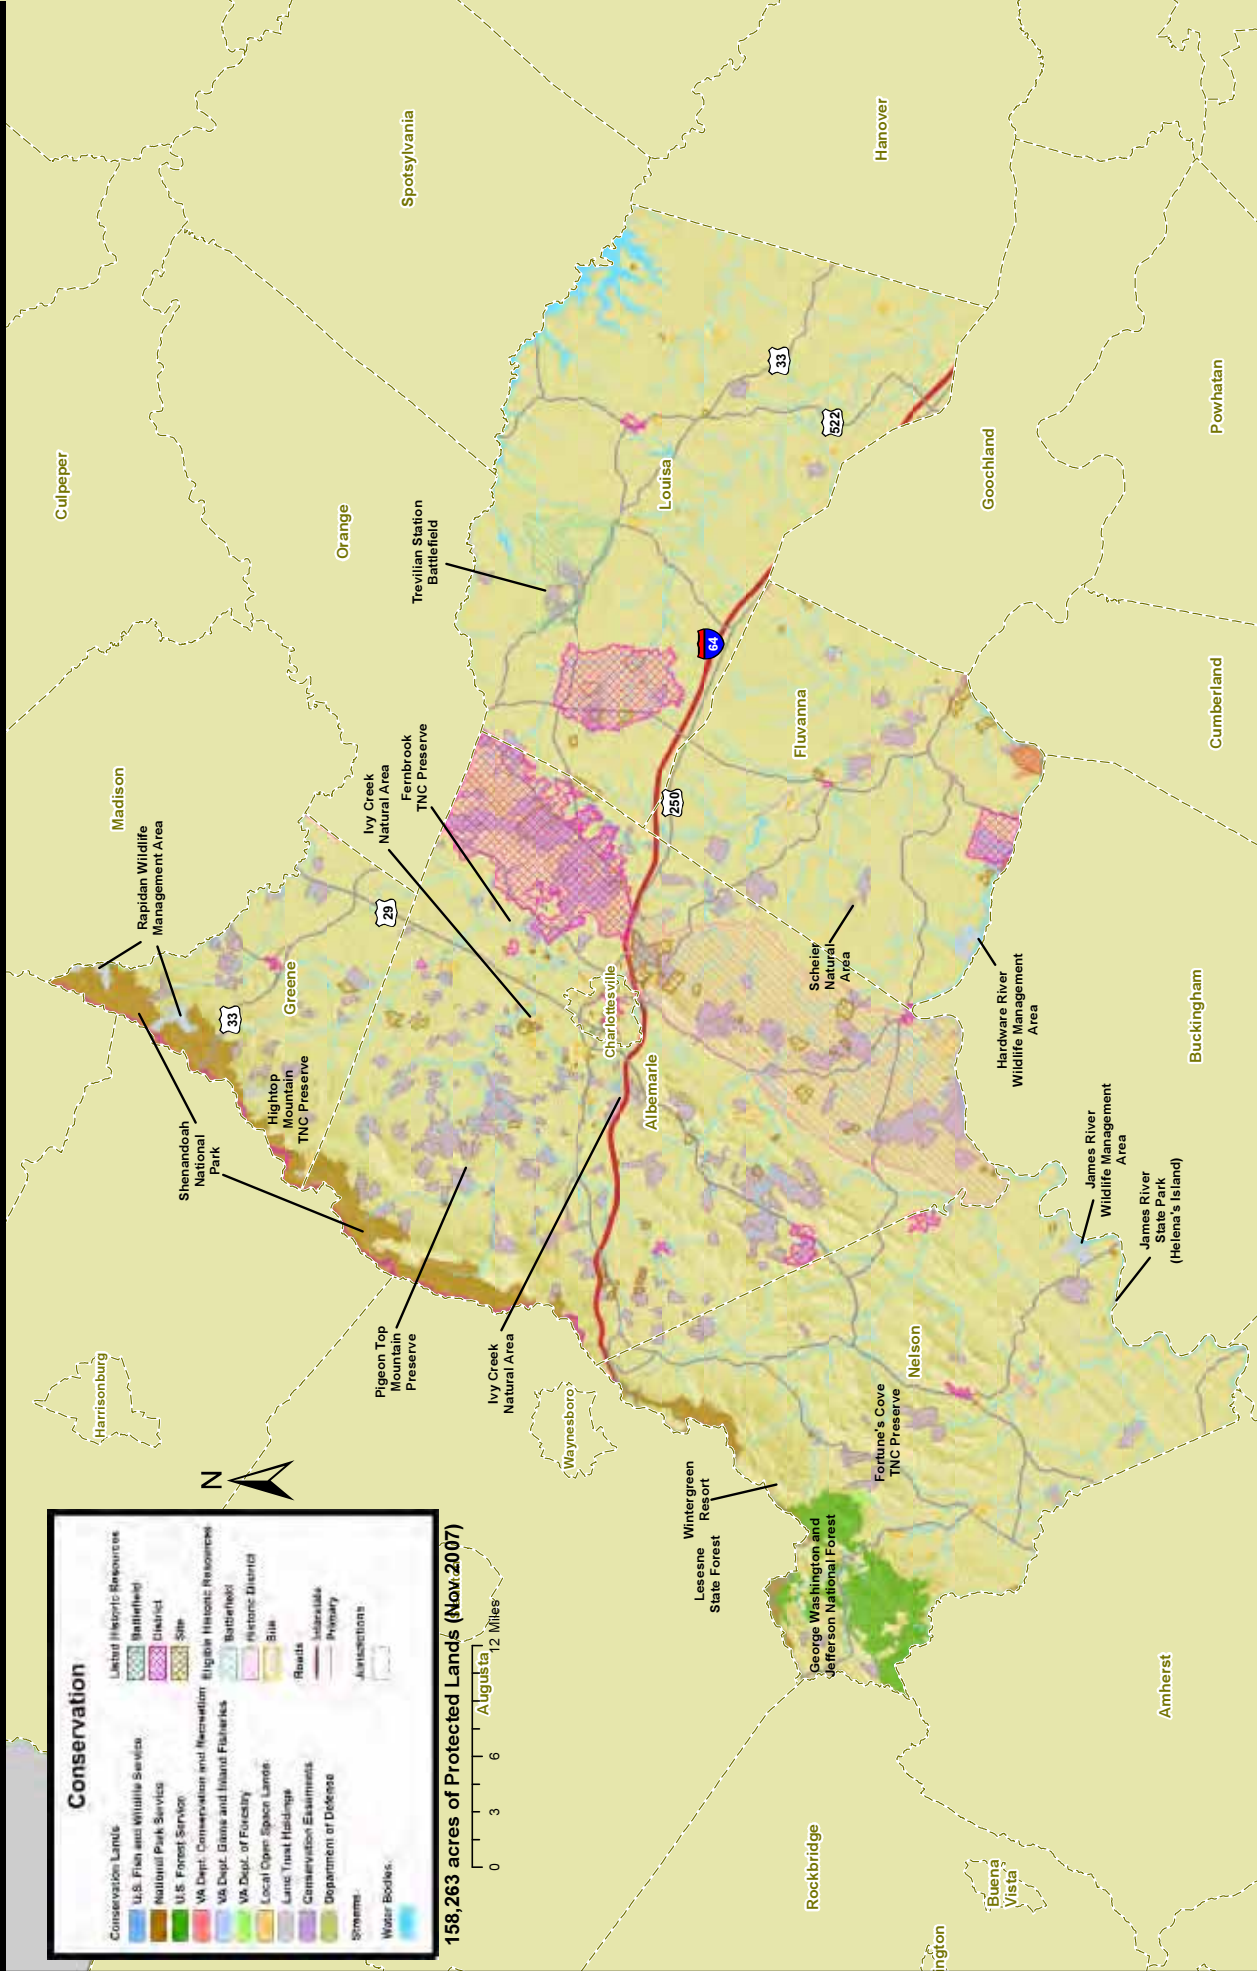 Conservation
Conservation Lands
U.S. Fish and Wildlife Service
National Park Service
U.S. Forest Service
VA Dept. Conservation and Recreation
VA Dept. Game and Inland Fisheries
VA Dept. of Forestry
Local Open Space Lands
Land Trust Holdings
Conservation Easements
Department of Defense
Streams
Water Bodies
Listed Historic Resources
Battlefield
District
Site
Eligible Historic Resources
Battlefield
Historic District
Site
Roads
Interstate
Primary
Jurisdictions
158,263 acres of Protected Lands (Nov. 2007)
0 3 6 12 Miles
N
Harrisonburg
Augusta
Waynesboro
Rockbridge
Buena
Vista
ington
Amherst
Madison
Culpeper
Orange
Spotsylvania
Hanover
Goochland
Powhatan
Cumberland
Buckingham
Greene
Albemarle
Charlottesville
Louisa
Fluvanna
Nelson
Rapidan Wildlife
Management Area
Shenandoah
National
Park
Hightop
Mountain
TNC Preserve
Pigeon Top
Mountain
Preserve
Ivy Creek
Natural Area
Ivy Creek
Natural Area
Fernbrook
TNC Preserve
Trevilian Station
Battlefield
Scheier
Natural
Area
Hardware River
Wildlife Management
Area
James River
Wildlife Management
Area
James River
State Park
(Helena's Island)
Fortune's Cove
TNC Preserve
Wintergreen
Resort
Lesesne
State Forest
George Washington and
Jefferson National Forest
33
29
250
64
33
522